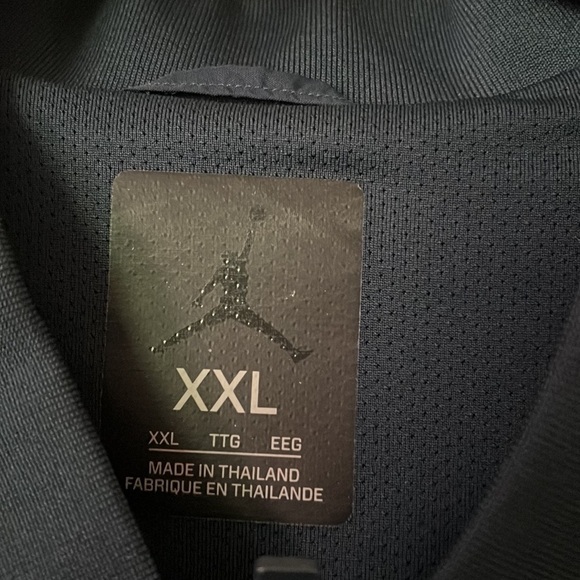 XXL
XXL TTG EEG
MADE IN THAILAND
FABRIQUE EN THAILANDE